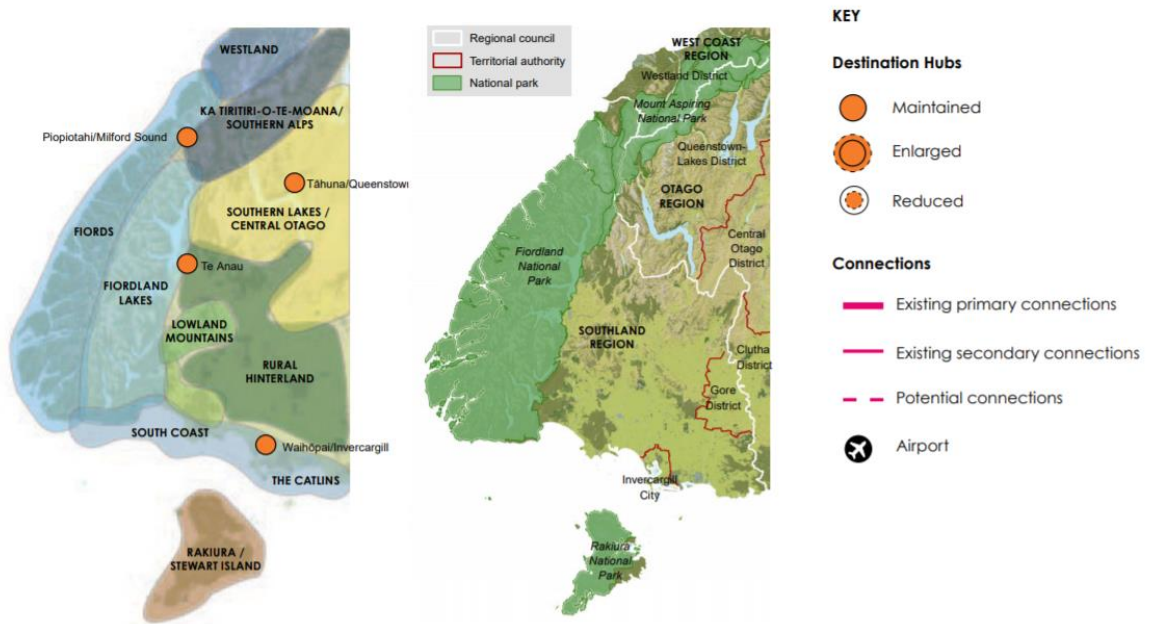 WESTLAND
KA TIRITIRI-O-TE-MOANA/
SOUTHERN ALPS
Piopiotahi/Milford Sound
Tāhuna/Queenstown
SOUTHERN LAKES /
CENTRAL OTAGO
FIORDS
Te Anau
FIORDLAND
LAKES
LOWLAND
MOUNTAINS
RURAL
HINTERLAND
SOUTH COAST
Waihōpai/Invercargill
THE CATLINS
RAKIURA /
STEWART ISLAND
Regional council
Territorial authority
National park
WEST COAST
REGION
Westland District
Mount Aspiring
National Park
Queenstown-
Lakes District
OTAGO
REGION
Central
Otago
District
Fiordland
National
Park
SOUTHLAND
REGION
Clutha
District
Gore
District
Invercargill
City
Rakiura
National
Park
KEY
Destination Hubs
Maintained
Enlarged
Reduced
Connections
Existing primary connections
Existing secondary connections
Potential connections
Airport